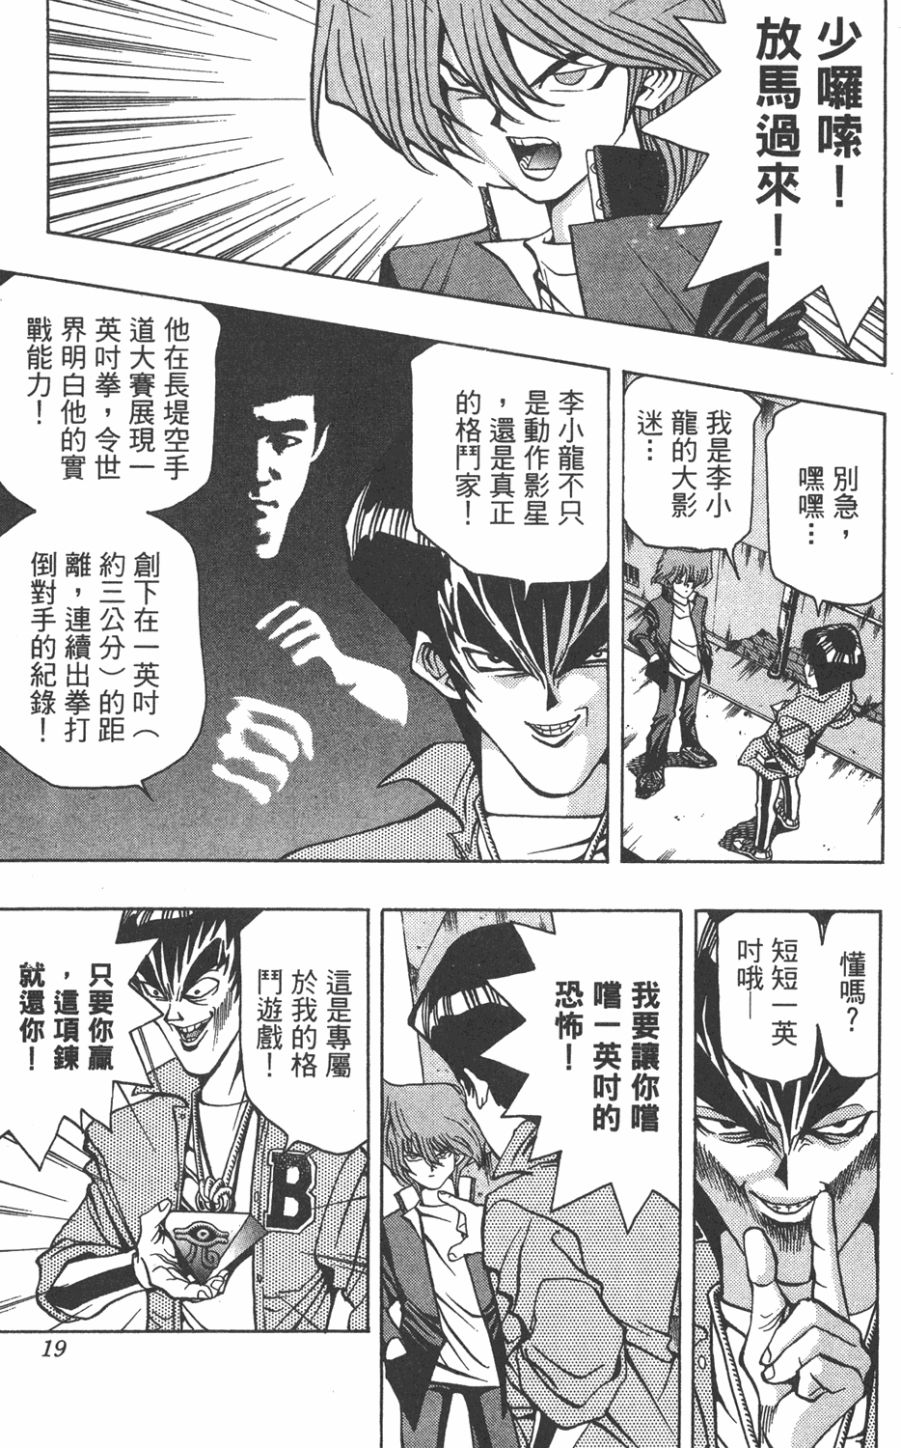 少囉嗦！
放馬過來！
別急，
嘿嘿…
我是李小
龍的大影
迷…
李小龍不只
是動作影星
，還是真正
的格鬥家！
他在長堤空手
道大賽展現一
英吋拳，令世
界明白他的實
戰能力！
創下在一英吋（
約三公分）的距
離，連續出拳打
倒對手的紀錄！
懂嗎？
短短一英
吋哦—
我要讓你嚐
嚐一英吋的
恐怖！
這是專屬
於我的格
鬥遊戲！
只要你贏
，這項鍊
就還你！
B
19